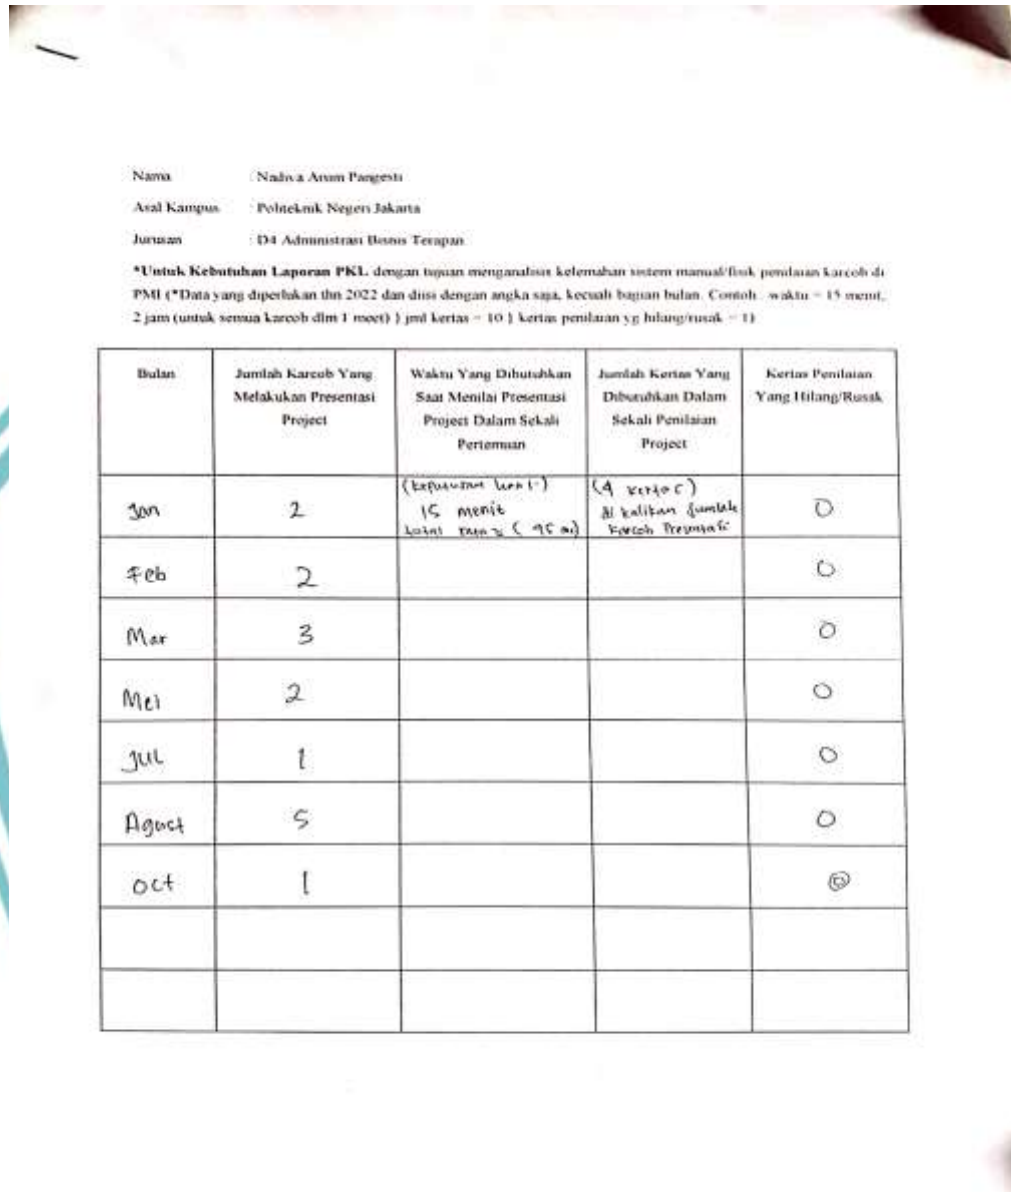 Nama : Nadwa Anum Pangesti
Asal Kampus : Politeknik Negeri Jakarta
Jurusan : D4 Administrasi Bisnis Terapan
*Untuk Kebutuhan Laporan PKL dengan tujuan menganalisis kelemahan sistem manual/fisik penilaian karcob di
PMI (*Data yang diperlukan thn 2022 dan diisi dengan angka saja, kecuali bagian bulan. Contoh : waktu = 15 menit,
2 jam (untuk semua karcob dlm 1 meet) } jml kertas = 10 } kertas penilaian yg hilang/rusak = 1)
Bulan
Jumlah Karcob Yang
Melakukan Presentasi
Project
Waktu Yang Dibutuhkan
Saat Menilai Presentasi
Project Dalam Sekali
Pertemuan
Jumlah Kertas Yang
Dibutuhkan Dalam
Sekali Penilaian
Project
Kertas Penilaian
Yang Hilang/Rusak
Jan
2
15 menit
total
(4 kertas)
di kalikan jumlah
Karcob Presentasi
0
Feb
2
0
Mar
3
0
Mei
2
0
JUL
1
0
Agust
5
0
Oct
1
0